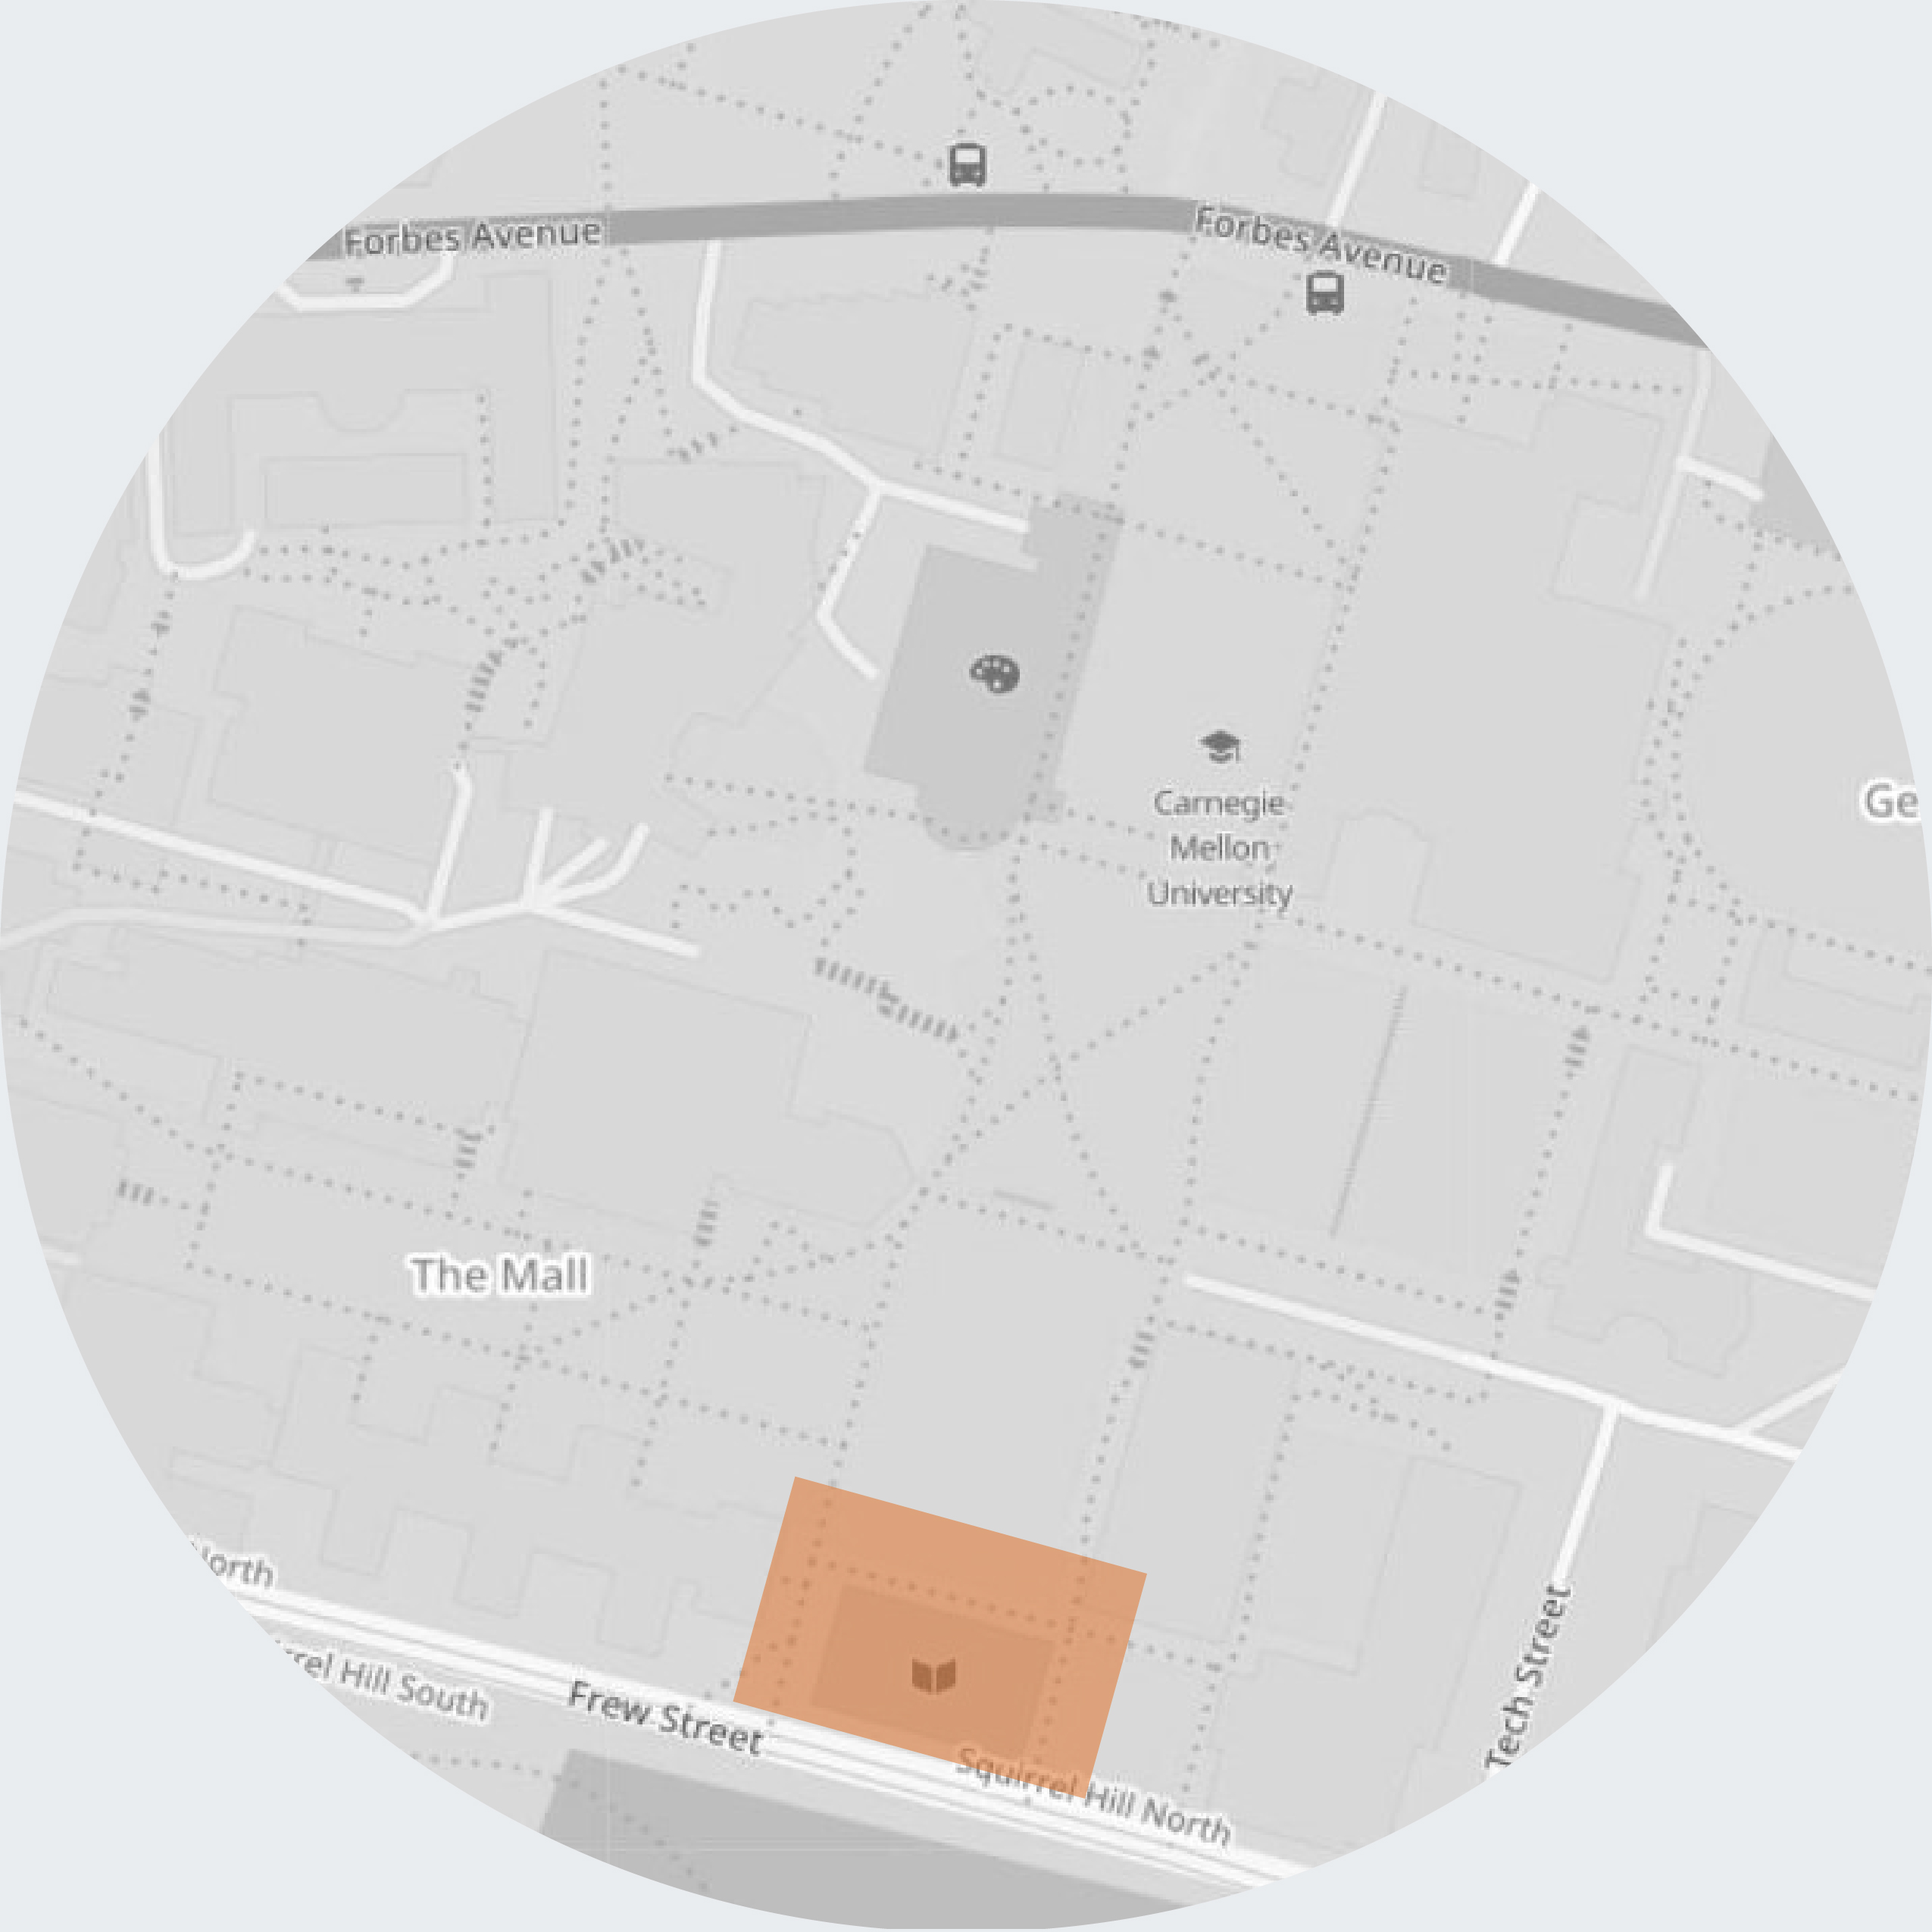 Forbes Avenue
Forbes Avenue
Carnegie
Mellon
University
Ge
The Mall
North
rrel Hill South
Frew Street
Squirrel Hill North
Tech Street